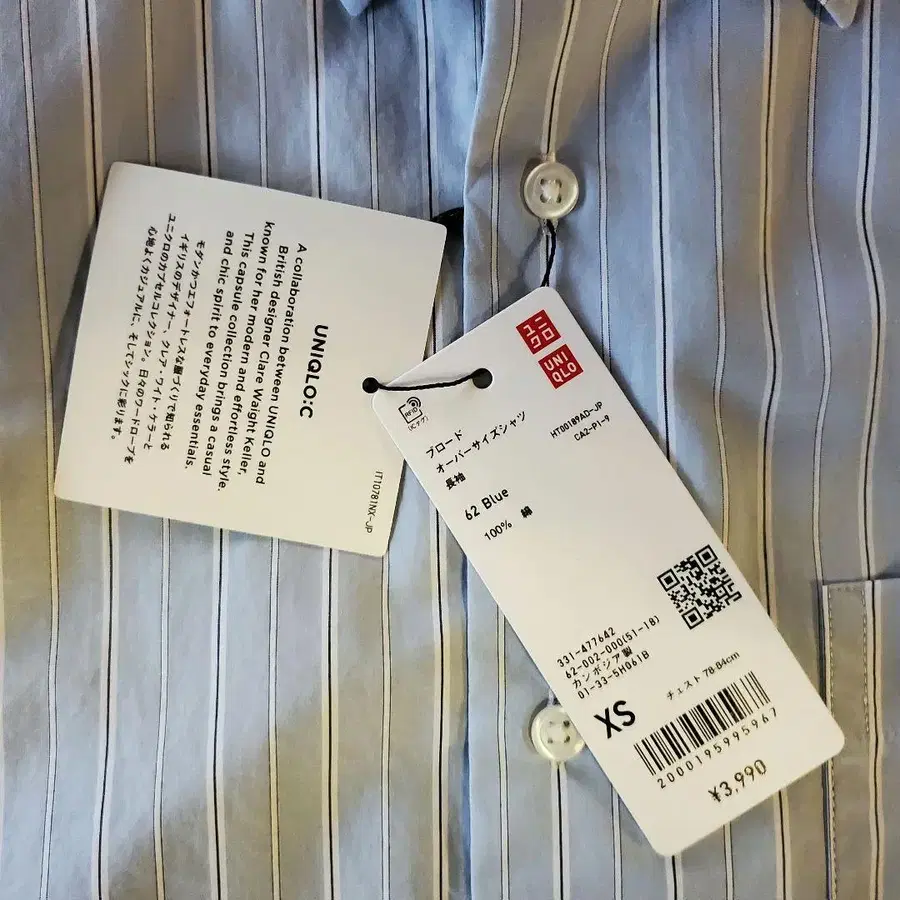 UNIQLO:C
A collaboration between UNIQLO and
British designer Clare Waight Keller,
known for her modern and effortless style.
This capsule collection brings a casual
and chic spirit to everyday essentials.
モダンかつエフォートレスな服づくりで知られる
イギリスのデザイナー、クレア・ワイト・ケラーと
ユニクロのカプセルコレクション。日々のワードローブを
心地よくカジュアルに、そしてシックに彩ります。
IT10781NX-JP
ユニ
クロ
UNI
QLO
RFID
(ICタグ)
HT00189AD-JP
CA2-P1-9
ブロード
オーバーサイズシャツ
長袖
62 Blue
100% 綿
331-477642
62-002-000(51-18)
カンボジア製
01-33-5H061B
XS
チェスト 78-84cm
2000195995967
¥3,990